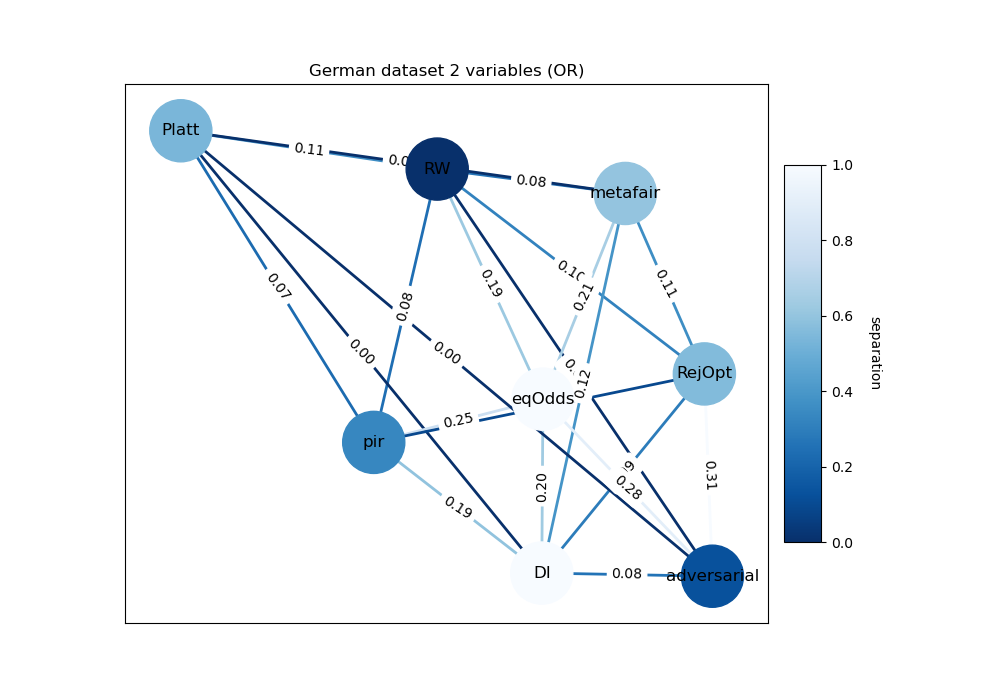 German dataset 2 variables (OR)
Platt
0.11
RW
0.08
metafair
1.0
0.8
0.6
0.4
0.2
0.0
separation
0.07
0.08
0.19
0.21
0.11
0.00
0.00
0.12
RejOpt
eqOdds
pir
0.25
0.19
0.20
0.28
0.31
DI
0.08
adversarial